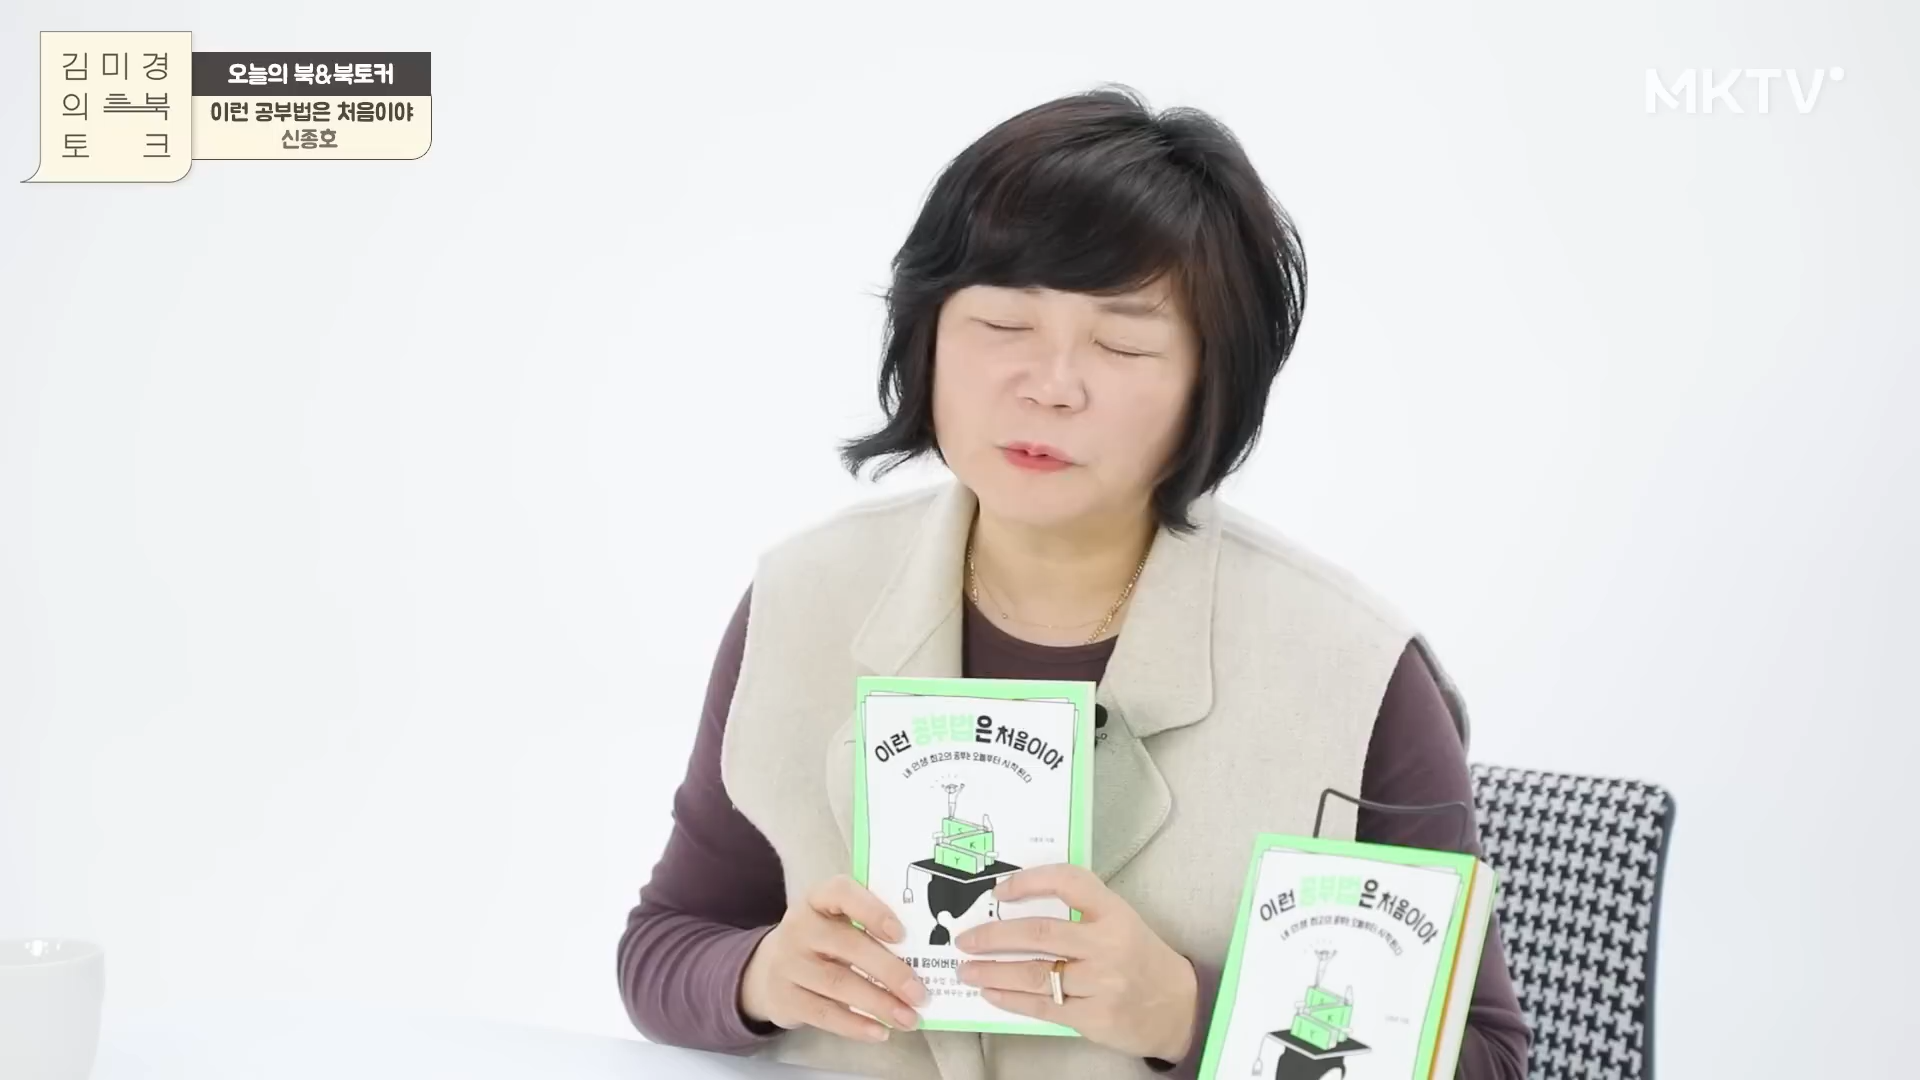 김미경
의 북
토크
오늘의 북&북토커
이런 공부법은 처음이야
신종호
MKTV
이런 공부법은 처음이야
내 인생 최고의 공부는 오늘부터 시작된다
K
Y
이런 공부법은 처음이야
내 인생 최고의 공부는 오늘부터 시작된다
K
Y